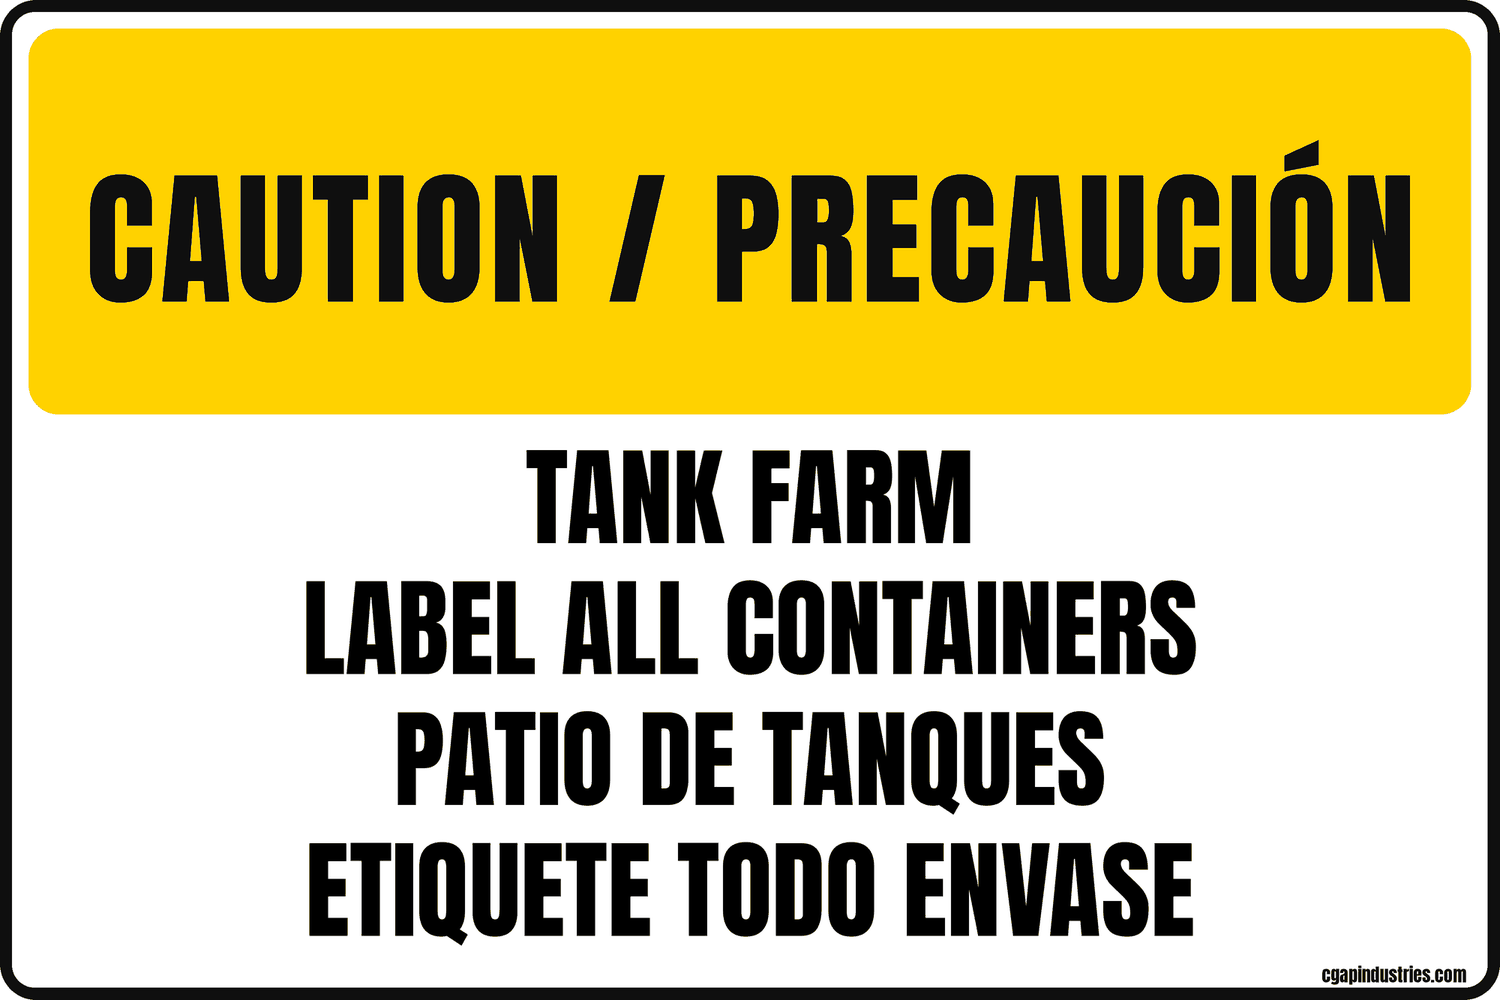 CAUTION / PRECAUCIÓN
TANK FARM
LABEL ALL CONTAINERS
PATIO DE TANQUES
ETIQUETE TODO ENVASE
cgapindustries.com